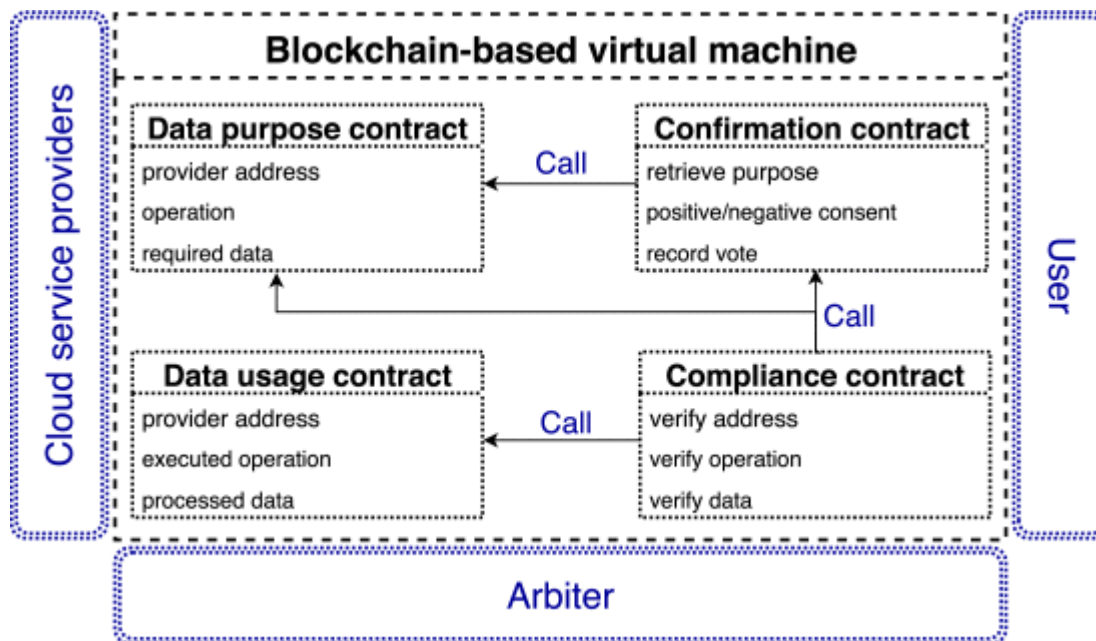 Blockchain-based virtual machine
Cloud service providers
Data purpose contract
provider address
operation
required data
Call
Confirmation contract
retrieve purpose
positive/negative consent
record vote
User
Call
Data usage contract
provider address
executed operation
processed data
Call
Compliance contract
verify address
verify operation
verify data
Arbiter